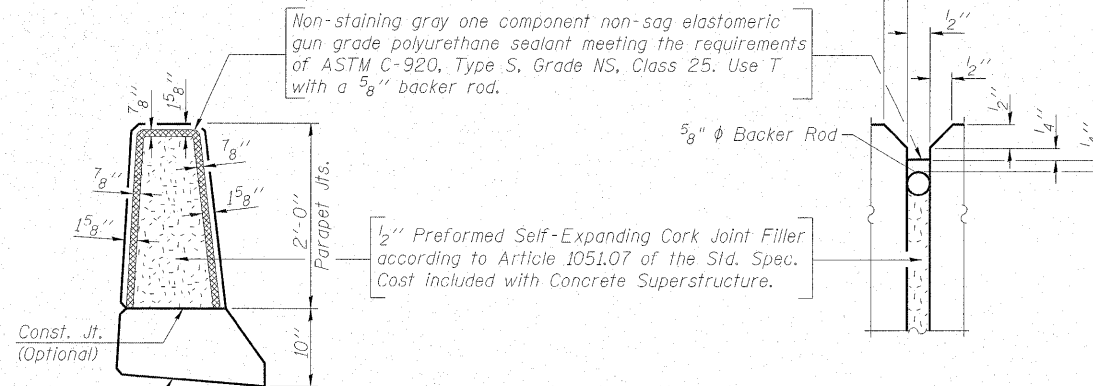 Non-staining gray one component non-sag elastomeric
gun grade polyurethane sealant meeting the requirements
of ASTM C-920, Type S, Grade NS, Class 25. Use T
with a 5/8" backer rod.
1/2"
1/2"
1/2"
1/4"
5/8" ϕ Backer Rod
7/8"
1 5/8"
7/8"
7/8"
1 5/8"
1 5/8"
2'-0"
Parapet Jts.
1/2" Preformed Self-Expanding Cork Joint Filler
according to Article 1051.07 of the Std. Spec.
Cost included with Concrete Superstructure.
Const. Jt.
(Optional)
10"